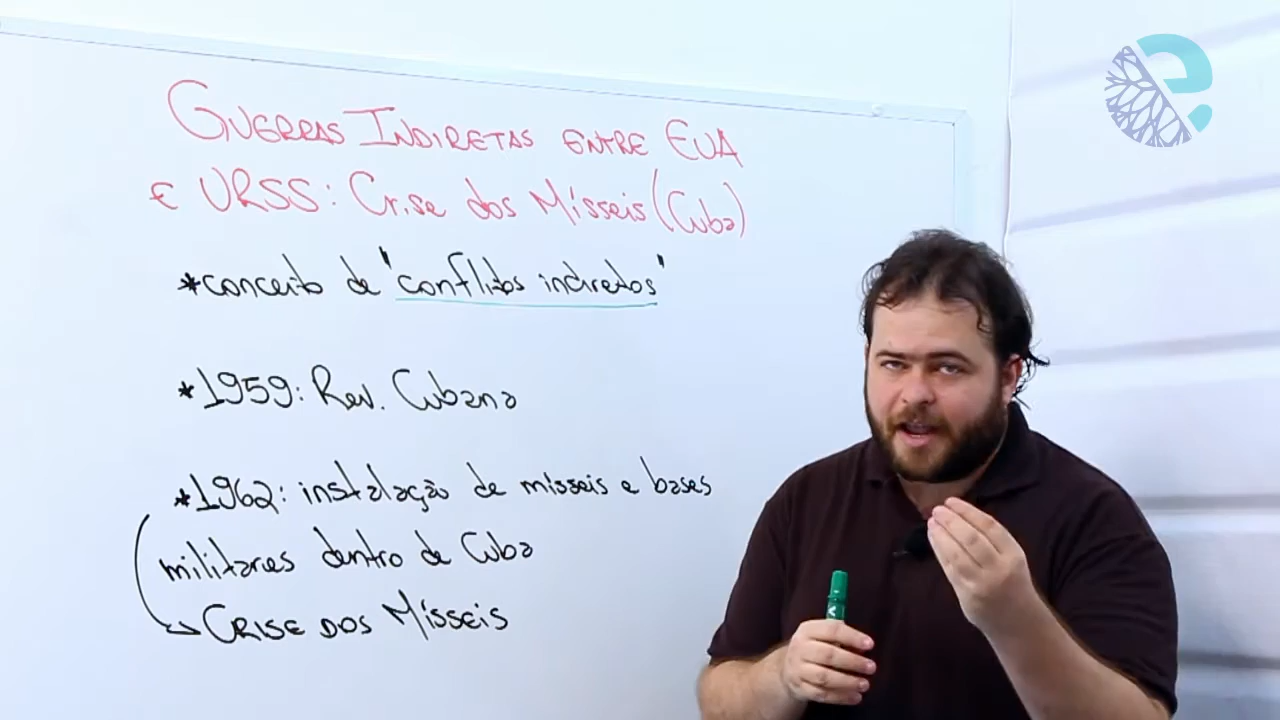 Guerras Indiretas entre EUA
e URSS: Crise dos Mísseis (Cuba)
*conceito de "conflitos indiretos"
*1959: Rev. Cubana
*1962: instalação de mísseis e bases
militares dentro de Cuba
→ Crise dos Mísseis
e